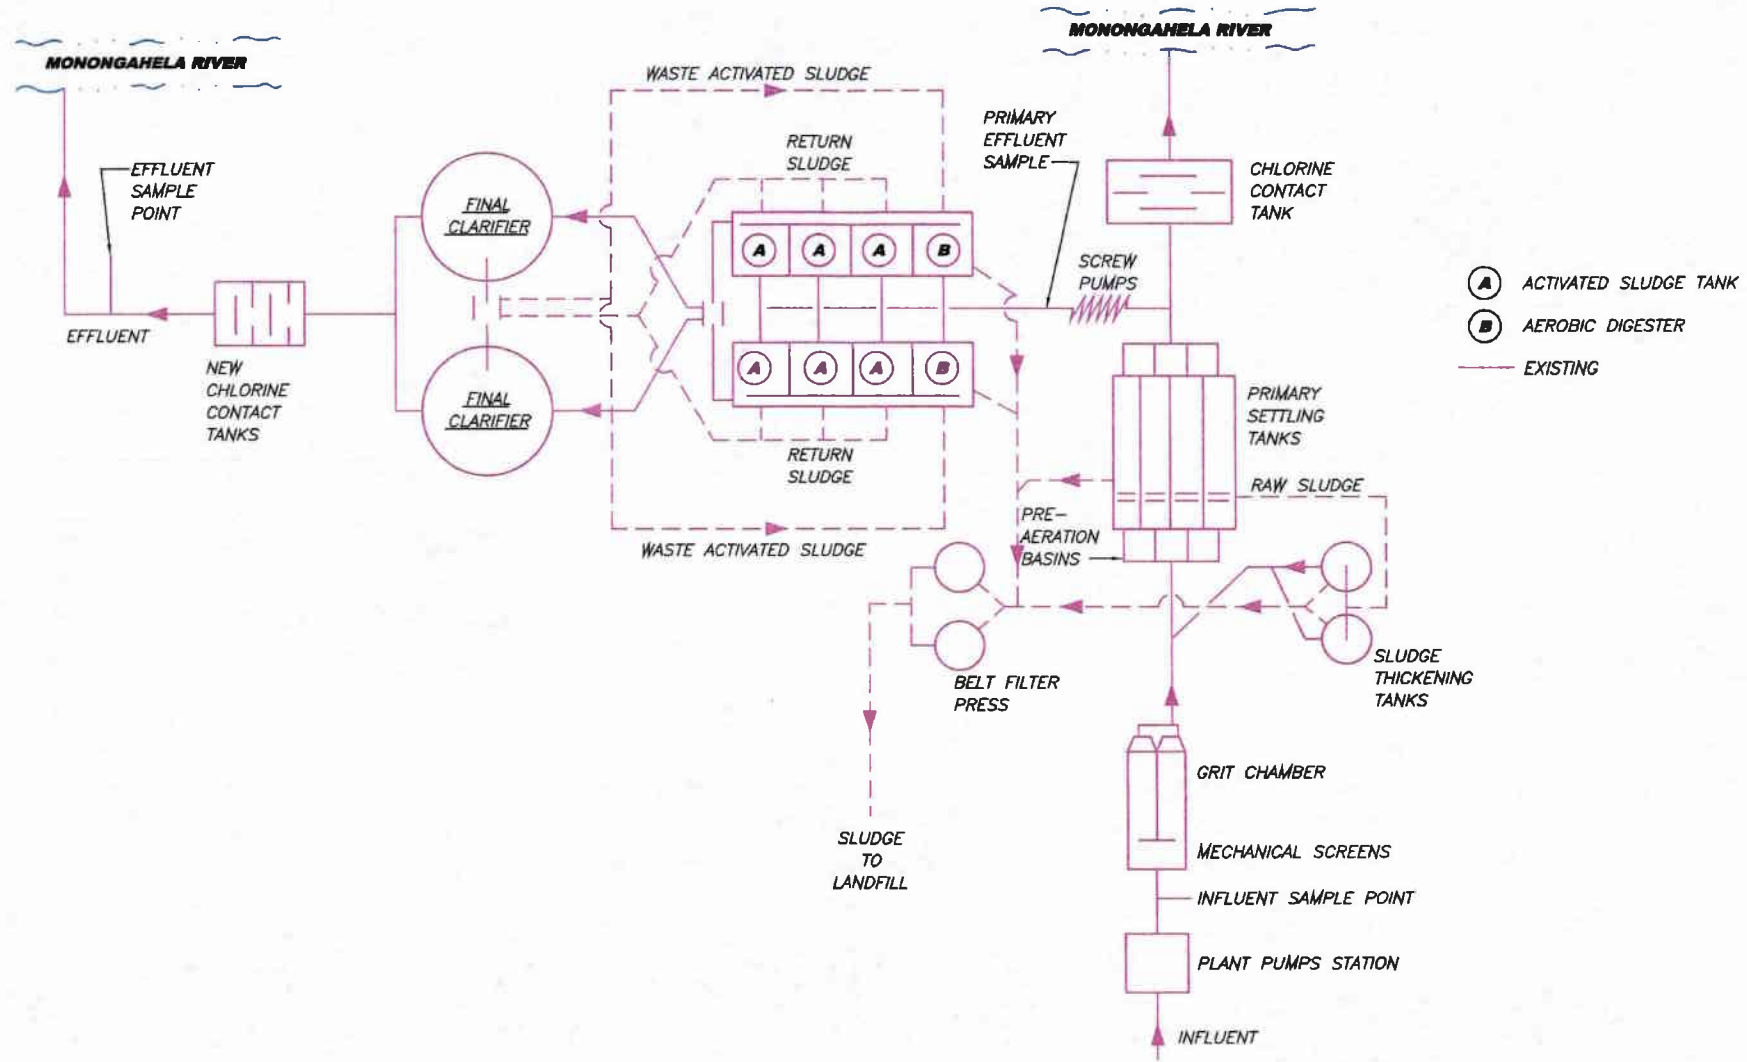 MONONGAHELA RIVER
MONONGAHELA RIVER
WASTE ACTIVATED SLUDGE
PRIMARY
EFFLUENT
SAMPLE
RETURN
SLUDGE
EFFLUENT
SAMPLE
POINT
CHLORINE
CONTACT
TANK
FINAL
CLARIFIER
A
A
A
B
SCREW
PUMPS
A
ACTIVATED SLUDGE TANK
B
AEROBIC DIGESTER
EXISTING
EFFLUENT
NEW
CHLORINE
CONTACT
TANKS
FINAL
CLARIFIER
A
A
A
B
PRIMARY
SETTLING
TANKS
RETURN
SLUDGE
RAW SLUDGE
WASTE ACTIVATED SLUDGE
PRE-
AERATION
BASINS
BELT FILTER
PRESS
SLUDGE
THICKENING
TANKS
GRIT CHAMBER
SLUDGE
TO
LANDFILL
MECHANICAL SCREENS
INFLUENT SAMPLE POINT
PLANT PUMPS STATION
INFLUENT